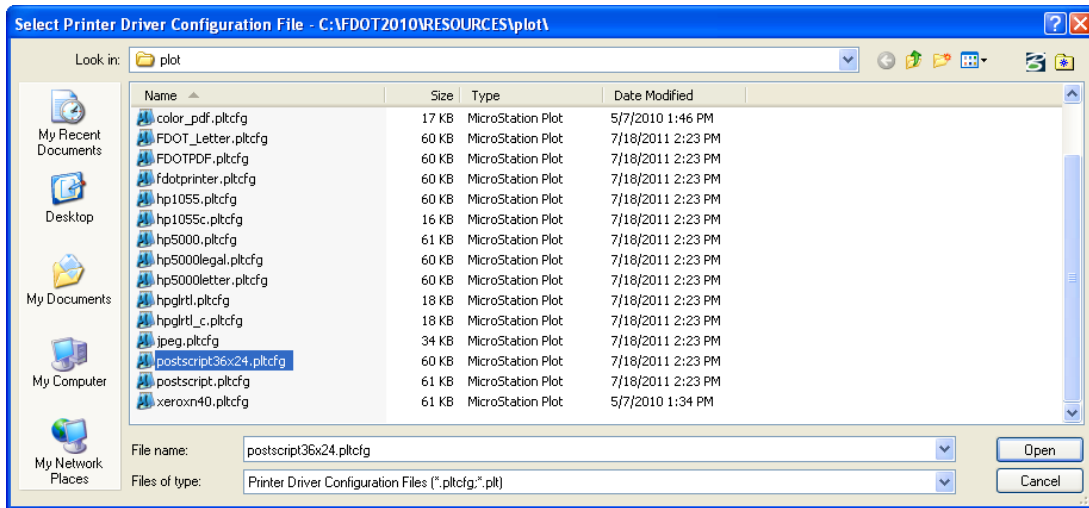 Select Printer Driver Configuration File - C:\FDOT2010\RESOURCES\plot\
Look in: plot
Name Size Type Date Modified
color_pdf.pltcfg 17 KB MicroStation Plot 5/7/2010 1:46 PM
FDOT_Letter.pltcfg 60 KB MicroStation Plot 7/18/2011 2:23 PM
FDOTPDF.pltcfg 60 KB MicroStation Plot 7/18/2011 2:23 PM
fdotprinter.pltcfg 60 KB MicroStation Plot 7/18/2011 2:23 PM
hp1055.pltcfg 60 KB MicroStation Plot 7/18/2011 2:23 PM
hp1055c.pltcfg 16 KB MicroStation Plot 7/18/2011 2:23 PM
hp5000.pltcfg 61 KB MicroStation Plot 7/18/2011 2:23 PM
hp5000legal.pltcfg 60 KB MicroStation Plot 7/18/2011 2:23 PM
hp5000letter.pltcfg 60 KB MicroStation Plot 7/18/2011 2:23 PM
hpglrtl.pltcfg 18 KB MicroStation Plot 7/18/2011 2:23 PM
hpglrtl_c.pltcfg 18 KB MicroStation Plot 7/18/2011 2:23 PM
jpeg.pltcfg 34 KB MicroStation Plot 7/18/2011 2:23 PM
postscript36x24.pltcfg 60 KB MicroStation Plot 7/18/2011 2:23 PM
postscript.pltcfg 61 KB MicroStation Plot 7/18/2011 2:23 PM
xeroxn40.pltcfg 61 KB MicroStation Plot 5/7/2010 1:34 PM
My Recent
Documents
Desktop
My Documents
My Computer
My Network
Places
File name: postscript36x24.pltcfg Open
Files of type: Printer Driver Configuration Files (*.pltcfg;*.plt) Cancel